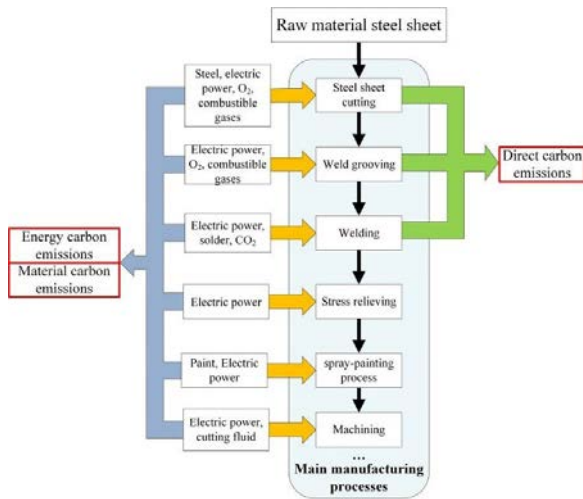 Raw material steel sheet
Steel, electric
power, O₂,
combustible
gases
Steel sheet
cutting
Electric power,
O₂, combustible
gases
Weld grooving
Direct carbon
emissions
Energy carbon
emissions
Material carbon
emissions
Electric power,
solder, CO₂
Welding
Electric power
Stress relieving
Paint, Electric
power
spray-painting
process
Electric power,
cutting fluid
Machining
...
Main manufacturing
processes